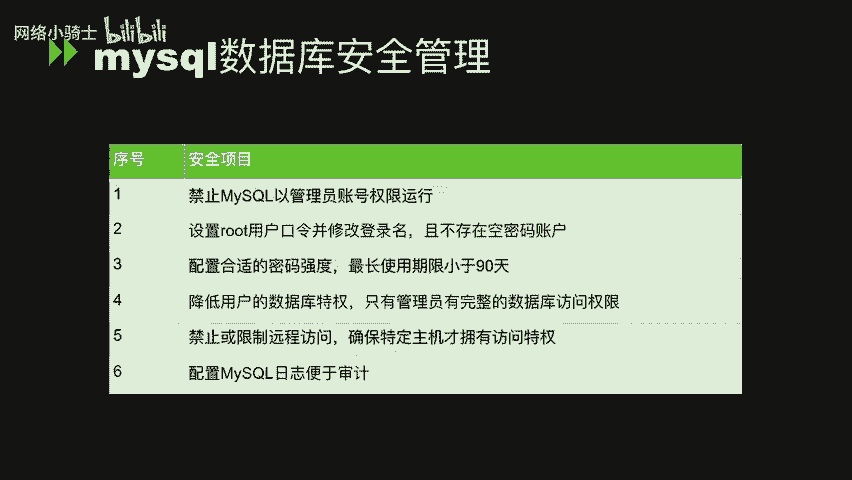 网络小骑士 bilibili
mysql数据库安全管理
序号 安全项目
1 禁止MySQL以管理员账号权限运行
2 设置root用户口令并修改登录名，且不存在空密码账户
3 配置合适的密码强度，最长使用期限小于90天
4 降低用户的数据库特权，只有管理员有完整的数据库访问权限
5 禁止或限制远程访问，确保特定主机才拥有访问特权
6 配置MySQL日志便于审计